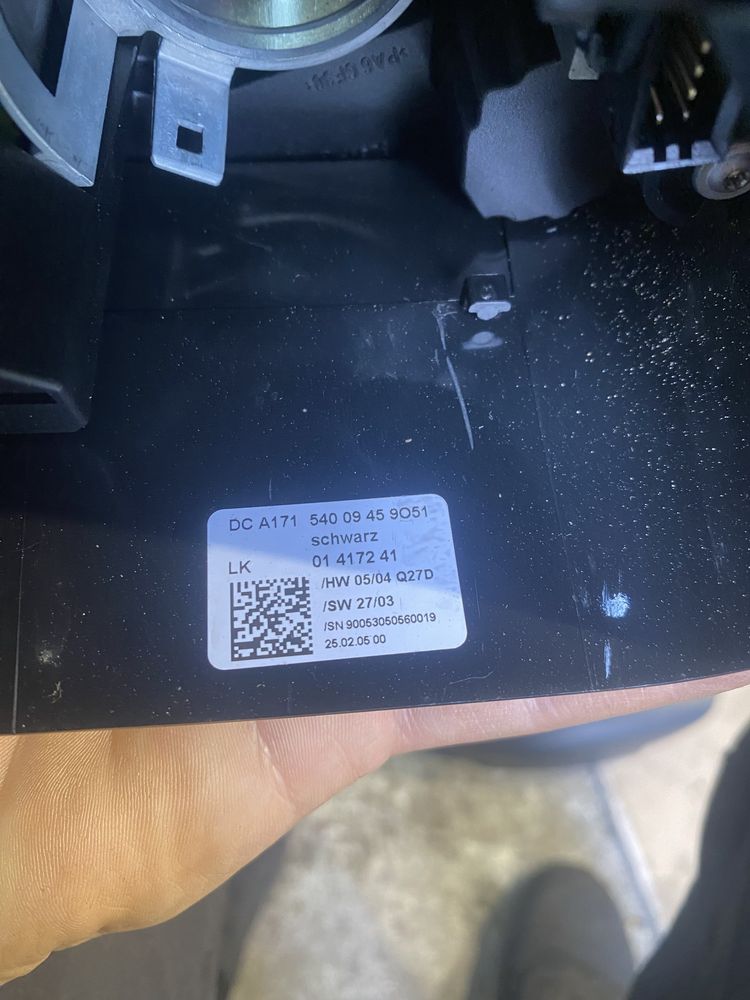 DC A171 540 09 45 9O51
schwarz
LK 01 4172 41
/HW 05/04 Q27D
/SW 27/03
/SN 90053050560019
25.02.05 00